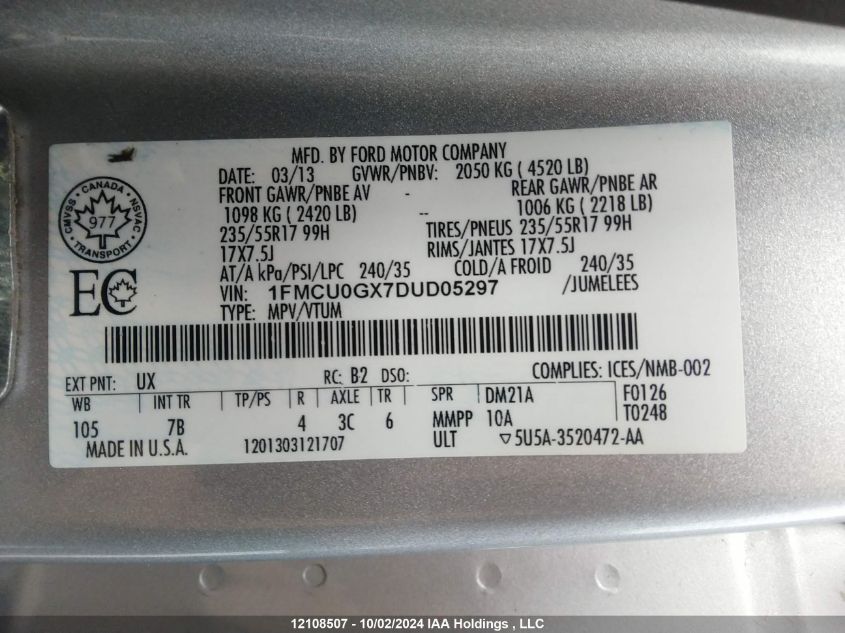 MFD. BY FORD MOTOR COMPANY
DATE: 03/13 GVWR/PNBV: 2050 KG ( 4520 LB)
FRONT GAWR/PNBE AV - REAR GAWR/PNBE AR
1098 KG ( 2420 LB) -- 1006 KG ( 2218 LB)
235/55R17 99H TIRES/PNEUS 235/55R17 99H
17X7.5J RIMS/JANTES 17X7.5J
AT/A kPa/PSI/LPC 240/35 COLD/A FROID 240/35
VIN: 1FMCU0GX7DUD05297 /JUMELEES
TYPE: MPV/VTUM
CANADA
CMVSS NSVAC
977
TRANSPORT
EC
EXT PNT: UX RC: B2 DSO: COMPLIES: ICES/NMB-002
WB INT TR TP/PS R AXLE TR SPR DM21A F0126
105 7B 4 3C 6 MMPP 10A T0248
MADE IN U.S.A. 1201303121707 ULT ▽5U5A-3520472-AA
12108507 - 10/02/2024 IAA Holdings , LLC